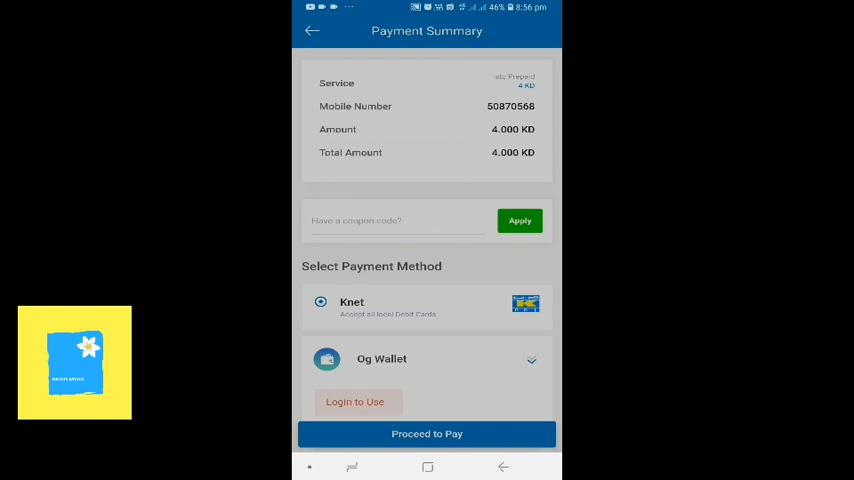 46% 8:56 pm
Payment Summary
Service
utc Prepaid
4 KD
Mobile Number 50870568
Amount 4.000 KD
Total Amount 4.000 KD
Have a coupon code? Apply
Select Payment Method
Knet
Accept all local Debit Cards
Og Wallet
Login to Use
Proceed to Pay